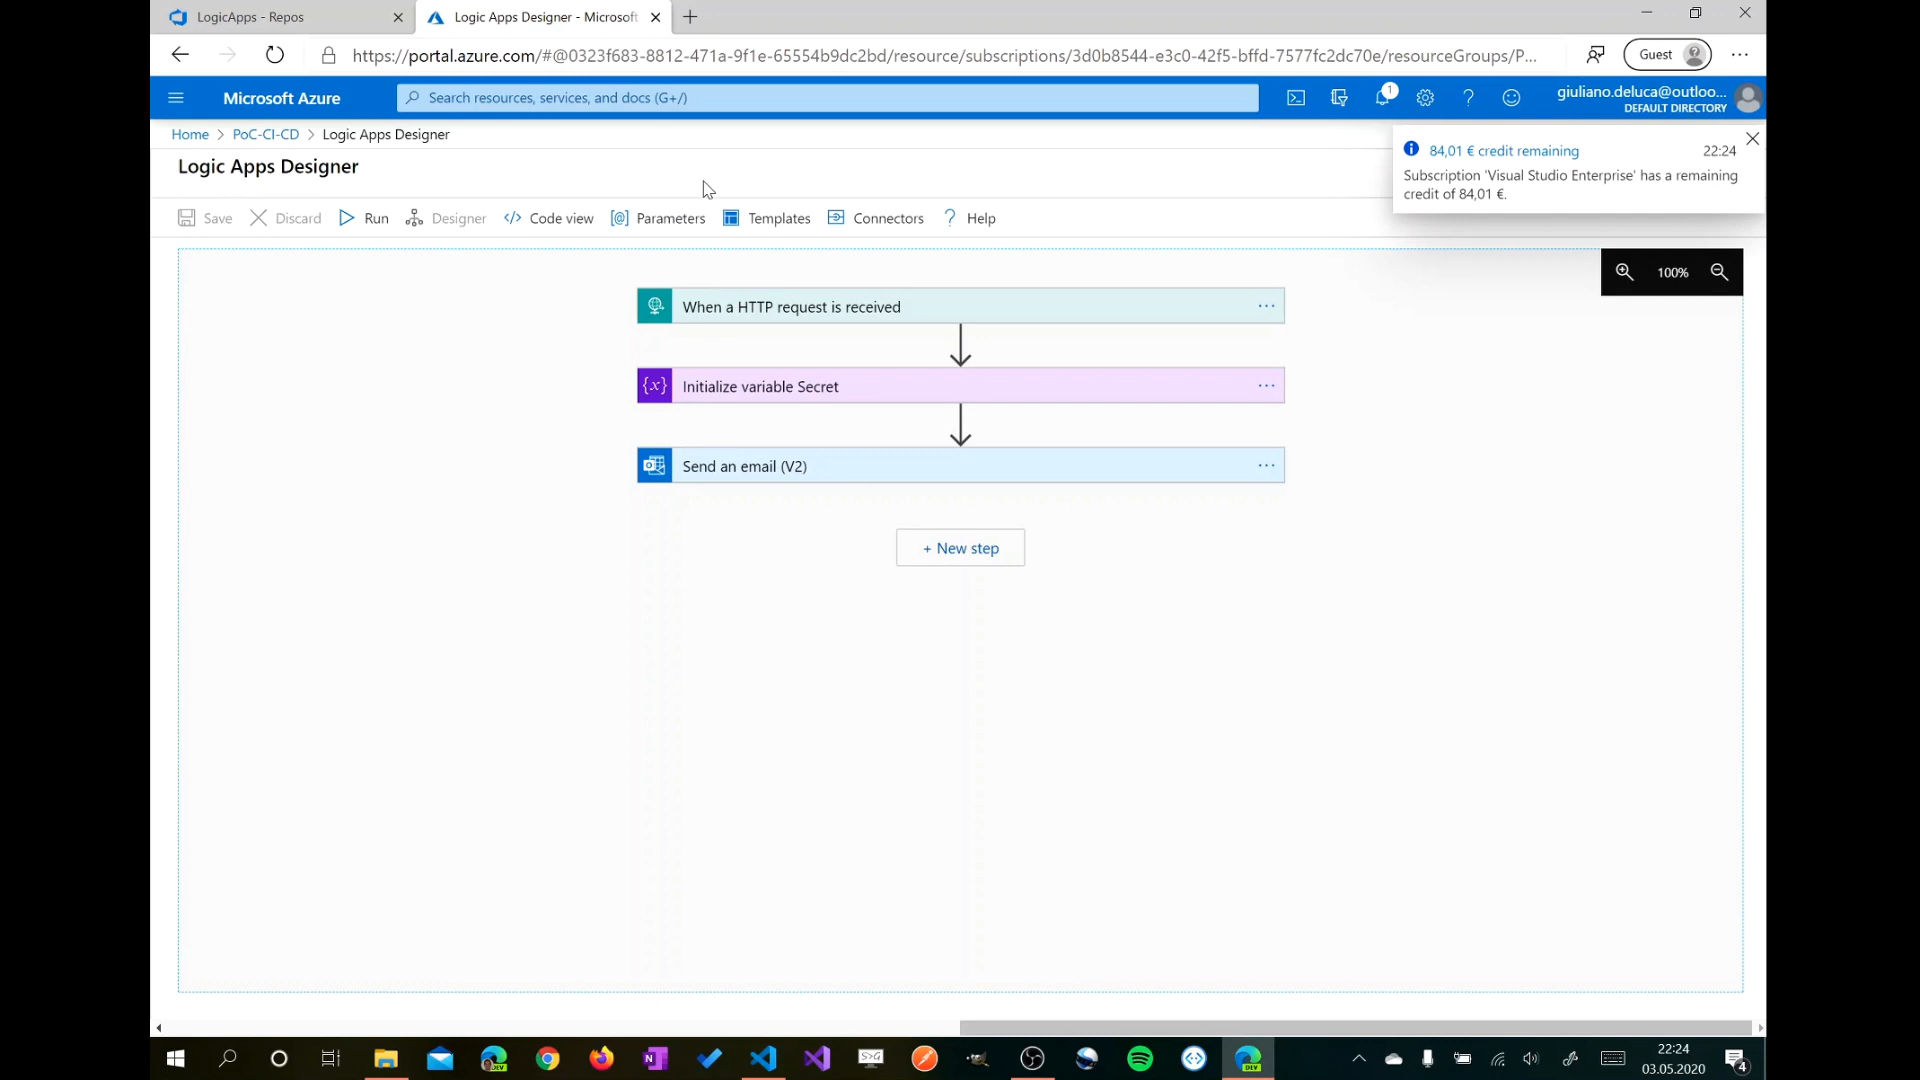 LogicApps - Repos
Logic Apps Designer - Microsoft
https://portal.azure.com/#@0323f683-8812-471a-9f1e-65554b9dc2bd/resource/subscriptions/3d0b8544-e3c0-42f5-bffd-7577fc2dc70e/resourceGroups/P...
Guest
Microsoft Azure
Search resources, services, and docs (G+/)
1
giuliano.deluca@outloo...
DEFAULT DIRECTORY
Home > PoC-CI-CD > Logic Apps Designer
Logic Apps Designer
84,01 € credit remaining
22:24
Subscription 'Visual Studio Enterprise' has a remaining
credit of 84,01 €.
Save
Discard
Run
Designer
Code view
Parameters
Templates
Connectors
Help
100%
When a HTTP request is received
{x}
Initialize variable Secret
Send an email (V2)
+ New step
DEV
N
S>G
DEV
22:24
03.05.2020
4